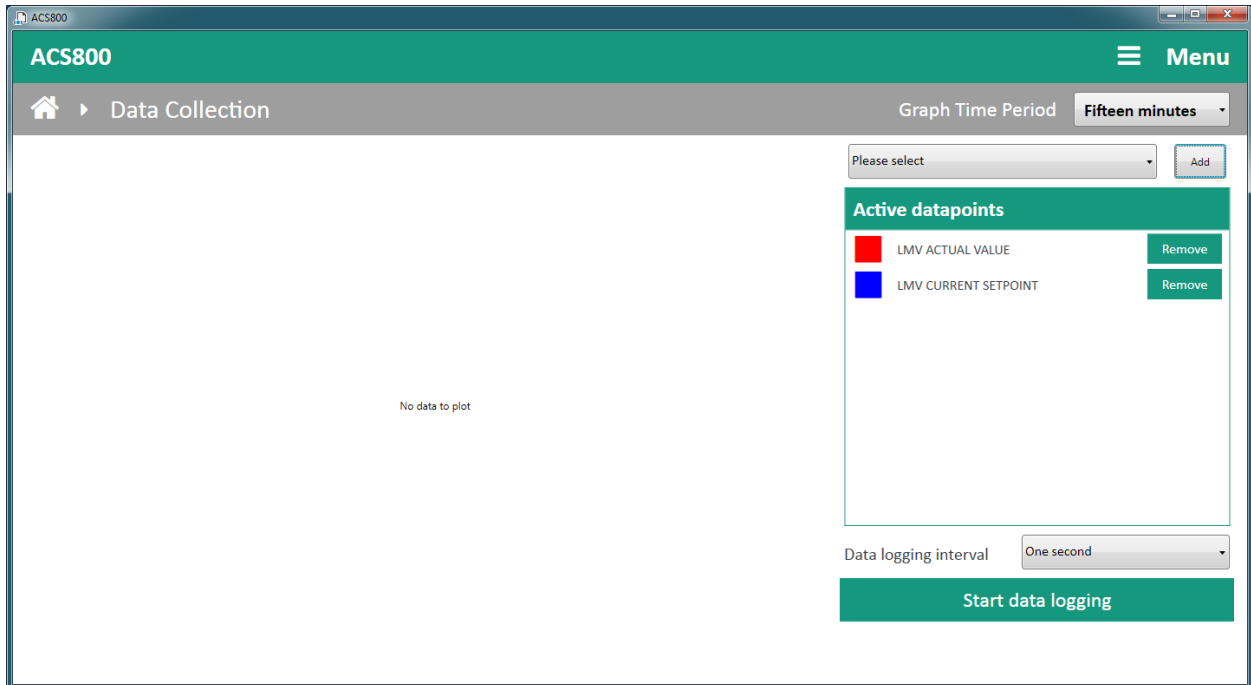 ACS800
ACS800
Menu
Data Collection
Graph Time Period
Fifteen minutes
Please select
Add
Active datapoints
LMV ACTUAL VALUE
Remove
LMV CURRENT SETPOINT
Remove
No data to plot
Data logging interval
One second
Start data logging